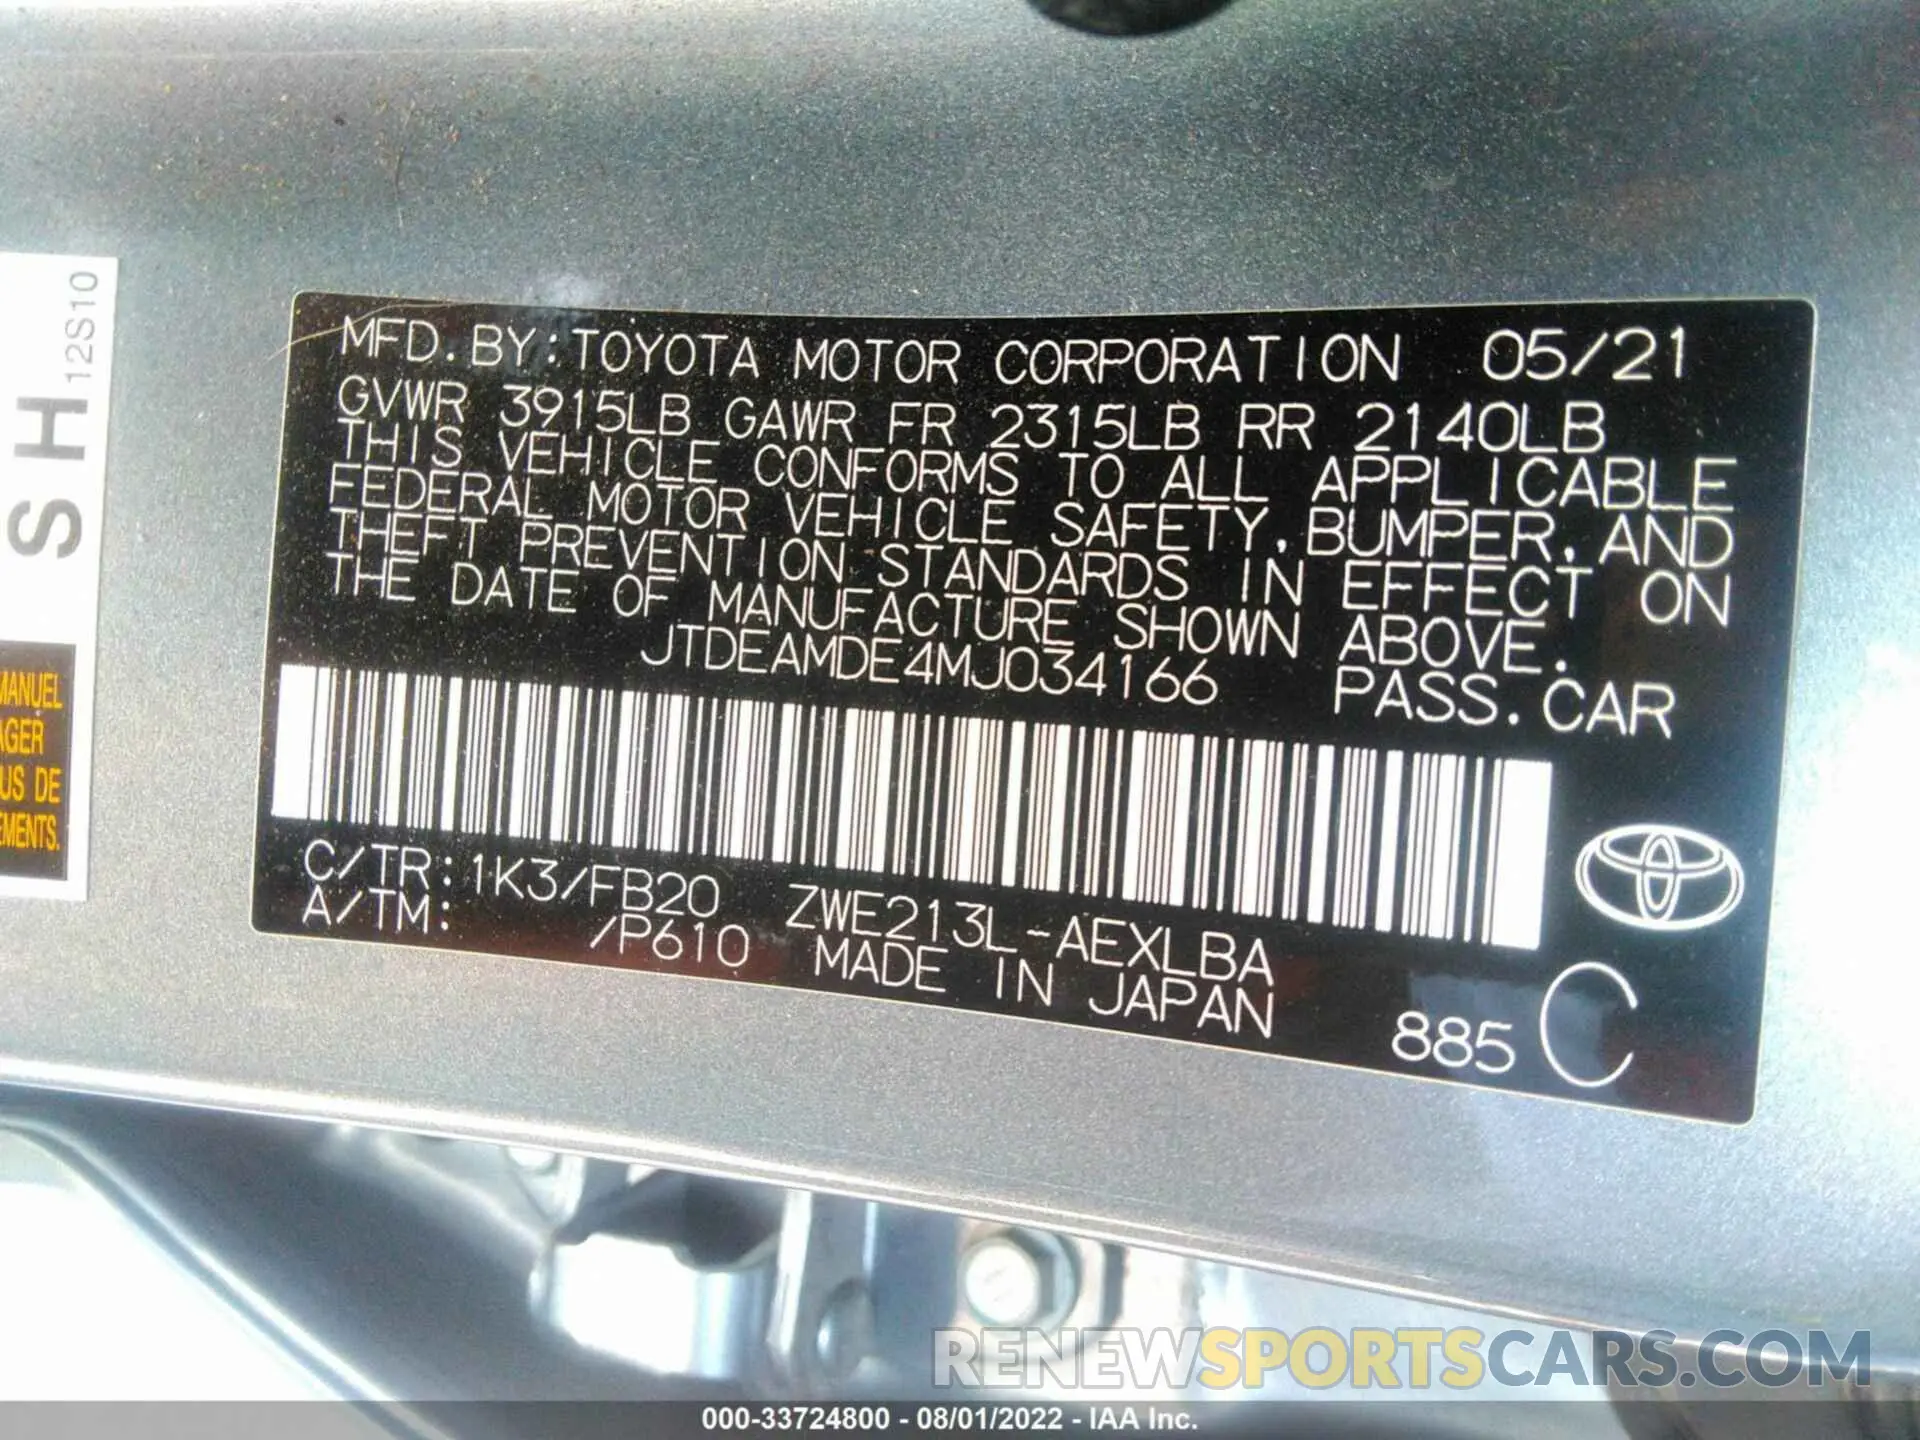 MFD. BY: TOYOTA MOTOR CORPORATION 05/21
GVWR 3915LB GAWR FR 2315LB RR 2140LB
THIS VEHICLE CONFORMS TO ALL APPLICABLE
FEDERAL MOTOR VEHICLE SAFETY, BUMPER, AND
THEFT PREVENTION STANDARDS IN EFFECT ON
THE DATE OF MANUFACTURE SHOWN ABOVE.
JTDEAMDE4MJ034166 PASS. CAR
C/TR: 1K3/FB20 ZWE213L-AEXLBA
A/TM: /P610 MADE IN JAPAN
885 C
SH
12S10
MANUEL
AGER
US DE
EMENTS.
RENEWSPORTSCARS.COM
000-33724800 - 08/01/2022 - IAA Inc.